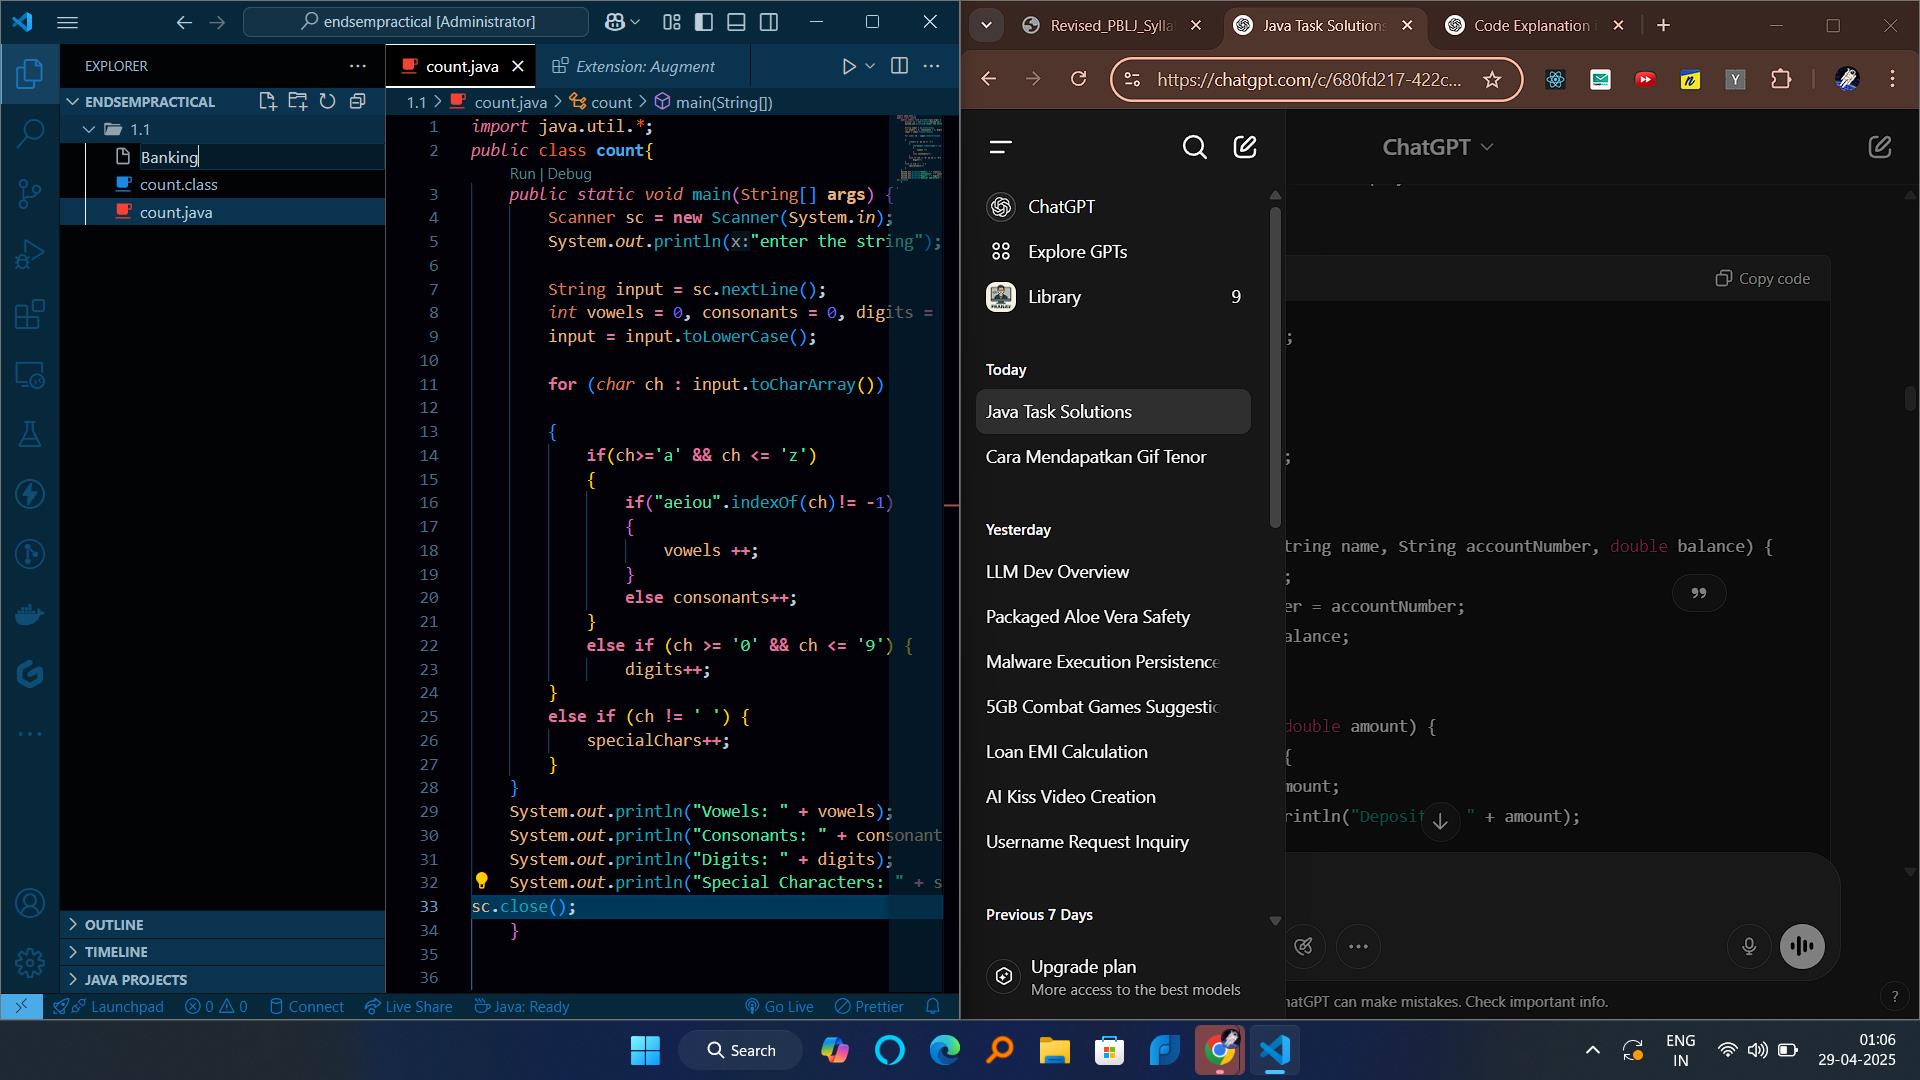 endsempractical [Administrator]
EXPLORER
ENDSEMPRACTICAL
1.1
Banking
count.class
count.java
OUTLINE
TIMELINE
JAVA PROJECTS
count.java
Extension: Augment
1.1 > count.java > count > main(String[])
1 import java.util.*;
2 public class count{
Run | Debug
3 public static void main(String[] args) {
4 Scanner sc = new Scanner(System.in);
5 System.out.println(x:"enter the string");
6
7 String input = sc.nextLine();
8 int vowels = 0, consonants = 0, digits =
9 input = input.toLowerCase();
10
11 for (char ch : input.toCharArray())
12
13 {
14 if(ch>='a' && ch <= 'z')
15 {
16 if("aeiou".indexOf(ch)!= -1)
17 {
18 vowels ++;
19 }
20 else consonants++;
21 }
22 else if (ch >= '0' && ch <= '9') {
23 digits++;
24 }
25 else if (ch != ' ') {
26 specialChars++;
27 }
28 }
29 System.out.println("Vowels: " + vowels);
30 System.out.println("Consonants: " + consonant
31 System.out.println("Digits: " + digits);
32 System.out.println("Special Characters: " + s
33 sc.close();
34 }
35
36
Launchpad
0 0
Connect
Live Share
Java: Ready
Go Live
Prettier
Revised_PBLJ_Sylla
Java Task Solutions
Code Explanation
https://chatgpt.com/c/680fd217-422c...
ChatGPT
Explore GPTs
Library 9
Today
Java Task Solutions
Cara Mendapatkan Gif Tenor
Yesterday
LLM Dev Overview
Packaged Aloe Vera Safety
Malware Execution Persistence
5GB Combat Games Suggestio
Loan EMI Calculation
AI Kiss Video Creation
Username Request Inquiry
Previous 7 Days
Upgrade plan
More access to the best models
ChatGPT
Copy code
;
;
tring name, String accountNumber, double balance) {
;
er = accountNumber;
alance;
double amount) {
{
mount;
rintln("Deposit " + amount);
hatGPT can make mistakes. Check important info.
?
Search
ENG
IN
01:06
29-04-2025